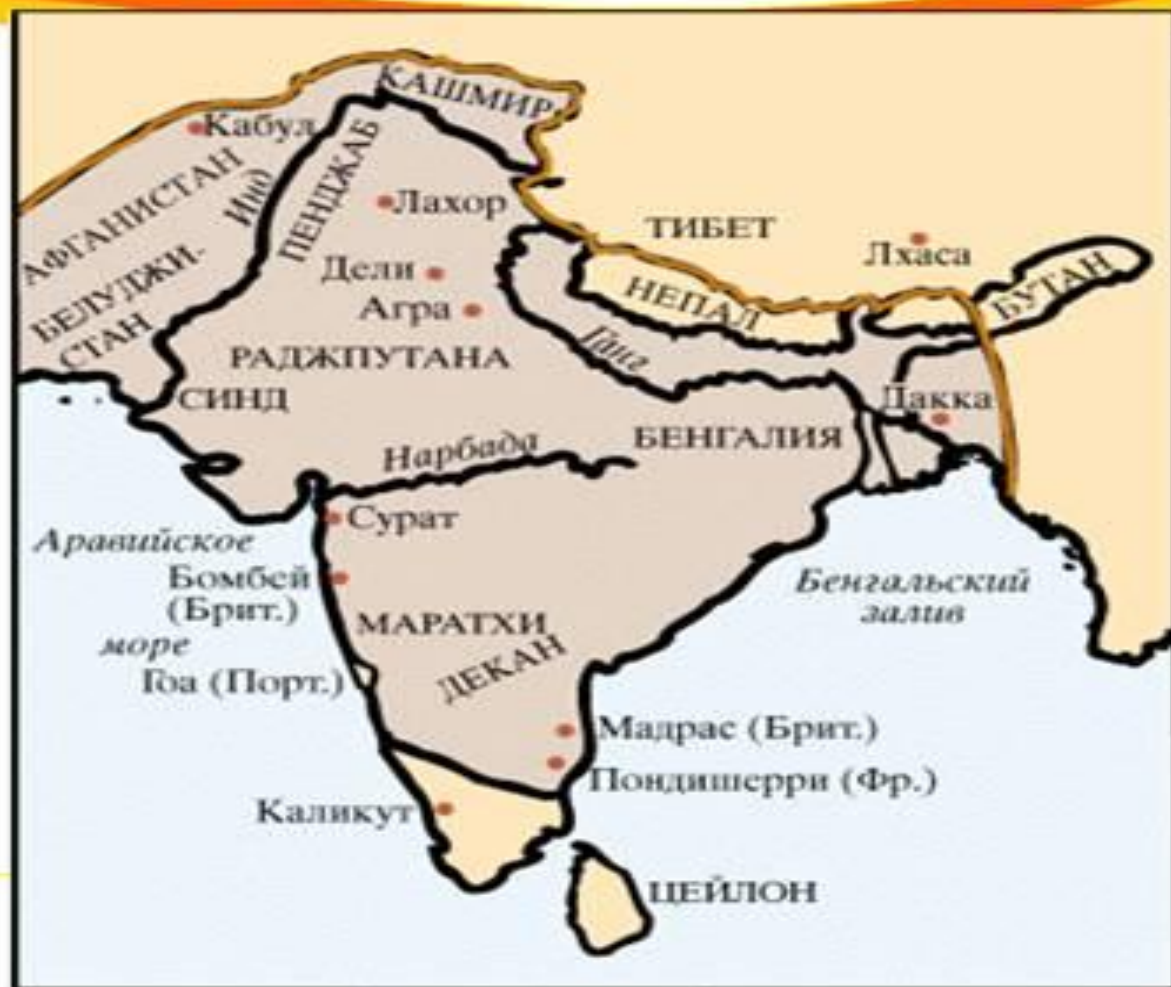 КАШМИР
Кабул
АФГАНИСТАН
Инд
ПЕНДЖАБ
Лахор
ТИБЕТ
Лхаса
БЕЛУДЖИ-
СТАН
Дели
Агра
НЕПАЛ
БУТАН
Ганг
РАДЖПУТАНА
СИНД
Дакка
Нарбада
БЕНГАЛИЯ
Сурат
Аравийское
море
Бомбей
(Брит.)
Бенгальский
залив
МАРАТХИ
ДЕКАН
Гоа (Порт.)
Мадрас (Брит.)
Пондишерри (Фр.)
Каликут
ЦЕЙЛОН